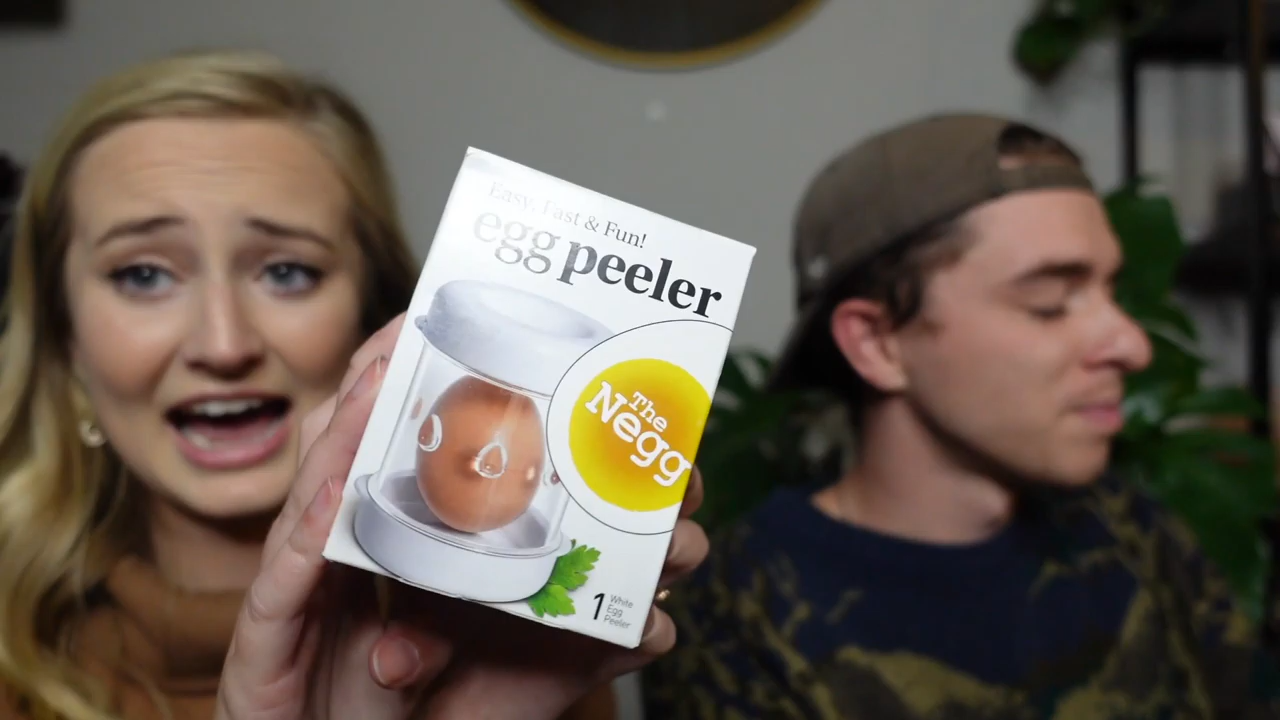 Easy, Fast & Fun!
egg peeler
The
Negg
1 White
Egg
Peeler